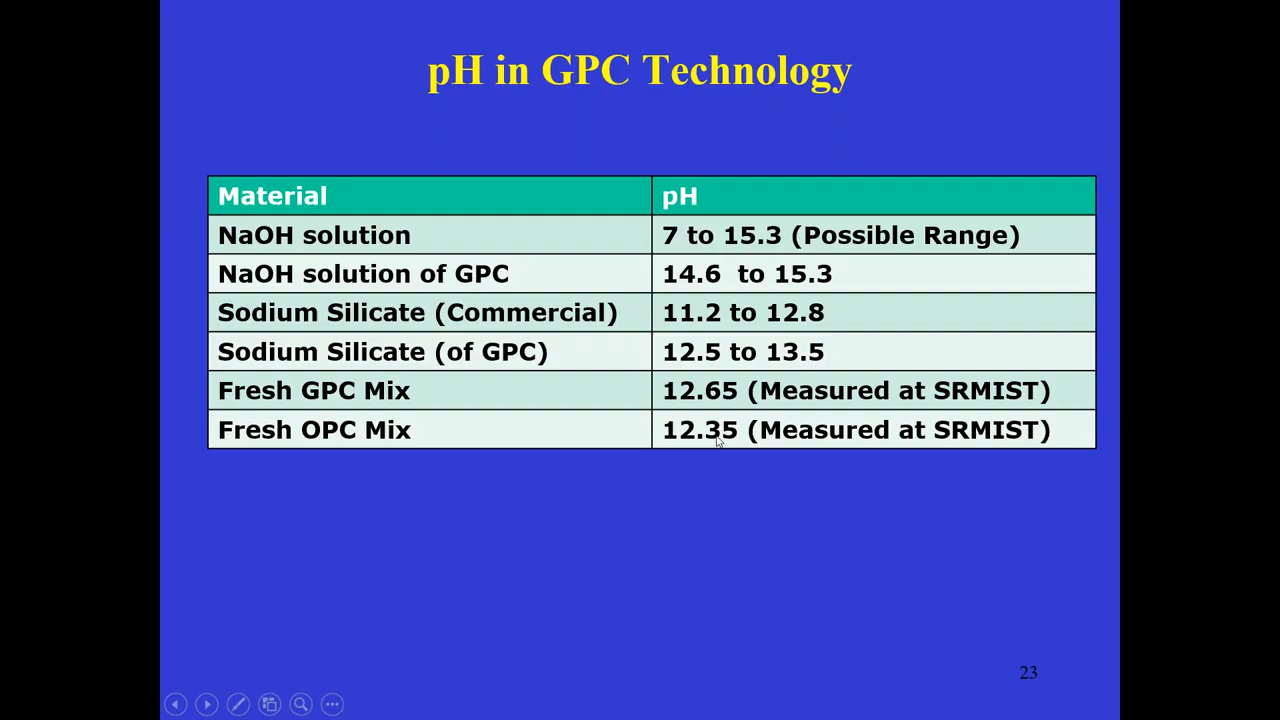 pH in GPC Technology
Material pH
NaOH solution 7 to 15.3 (Possible Range)
NaOH solution of GPC 14.6 to 15.3
Sodium Silicate (Commercial) 11.2 to 12.8
Sodium Silicate (of GPC) 12.5 to 13.5
Fresh GPC Mix 12.65 (Measured at SRMIST)
Fresh OPC Mix 12.35 (Measured at SRMIST)
23